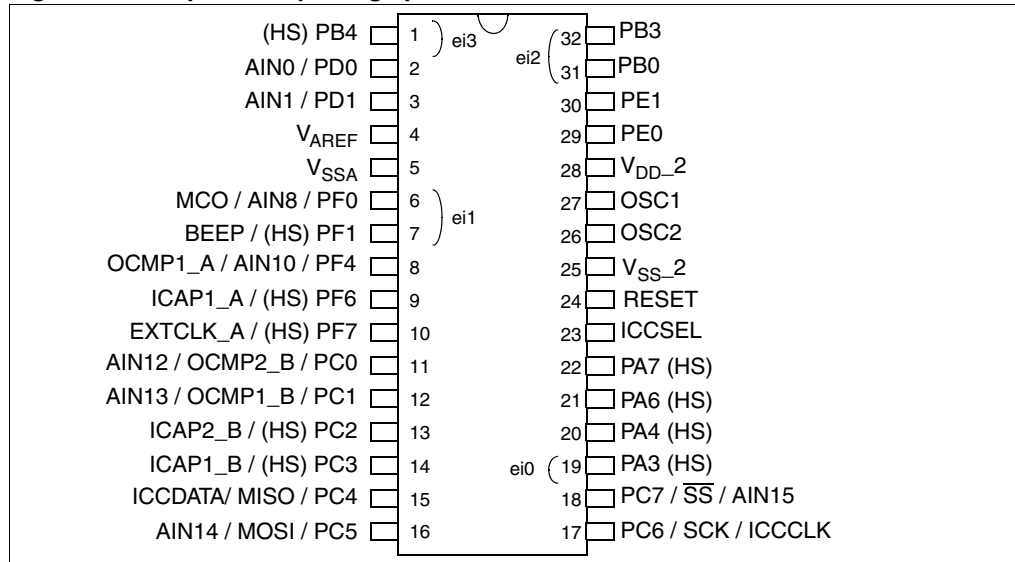 (HS) PB4 1 ei3 ei2 32 PB3
AIN0 / PD0 2 31 PB0
AIN1 / PD1 3 30 PE1
VAREF 4 29 PE0
VSSA 5 28 VDD_2
MCO / AIN8 / PF0 6 27 OSC1
BEEP / (HS) PF1 7 ei1 26 OSC2
OCMP1_A / AIN10 / PF4 8 25 VSS_2
ICAP1_A / (HS) PF6 9 24 RESET
EXTCLK_A / (HS) PF7 10 23 ICCSEL
AIN12 / OCMP2_B / PC0 11 22 PA7 (HS)
AIN13 / OCMP1_B / PC1 12 21 PA6 (HS)
ICAP2_B / (HS) PC2 13 20 PA4 (HS)
ICAP1_B / (HS) PC3 14 ei0 19 PA3 (HS)
ICCDATA/ MISO / PC4 15 18 PC7 / SS / AIN15
AIN14 / MOSI / PC5 16 17 PC6 / SCK / ICCCLK